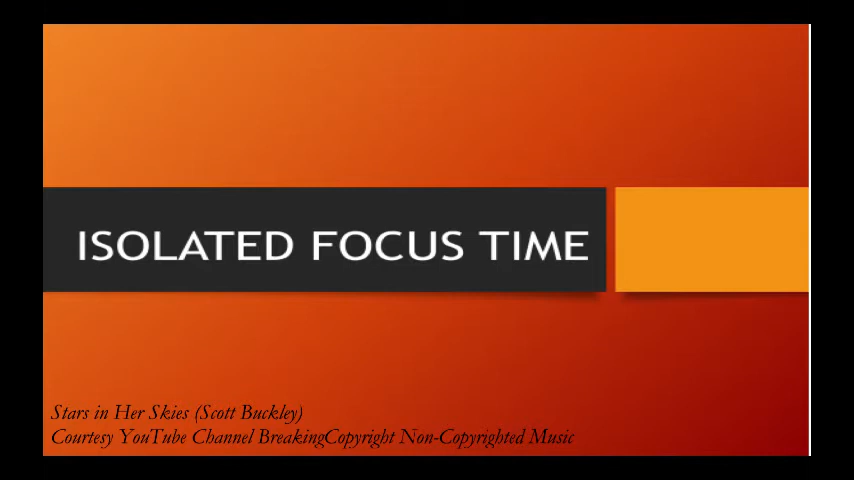 ISOLATED FOCUS TIME
Stars in Her Skies (Scott Buckley)
Courtesy YouTube Channel BreakingCopyright Non-Copyrighted Music